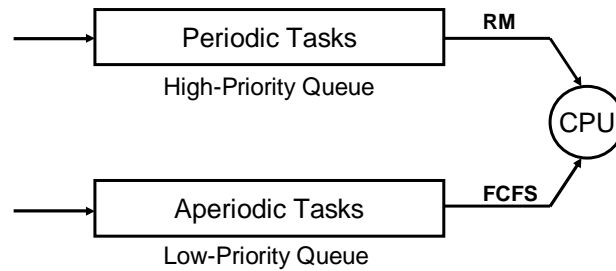 Periodic Tasks
RM
High-Priority Queue
CPU
Aperiodic Tasks
FCFS
Low-Priority Queue